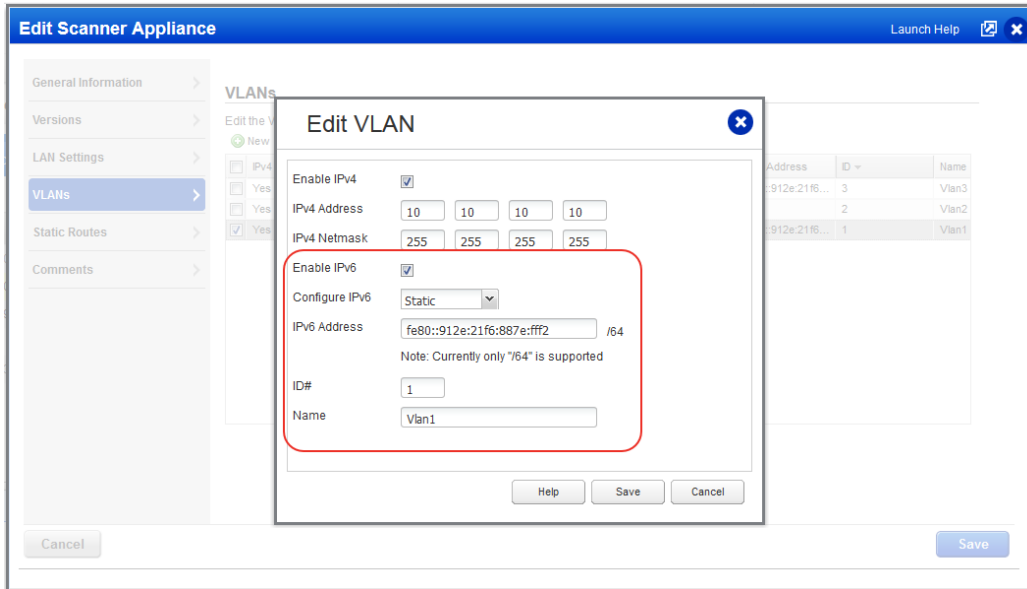 Edit Scanner Appliance
Launch Help
General Information
Versions
LAN Settings
VLANs
Static Routes
Comments
VLANs
Edit the V
New
IPv4
Address ID Name
Yes :912e:21f6... 3 Vlan3
Yes 2 Vlan2
Yes :912e:21f6... 1 Vlan1
Edit VLAN
Enable IPv4
IPv4 Address 10 10 10 10
IPv4 Netmask 255 255 255 255
Enable IPv6
Configure IPv6 Static
IPv6 Address fe80::912e:21f6:887e:fff2 /64
Note: Currently only "/64" is supported
ID# 1
Name Vlan1
Help Save Cancel
Cancel Save